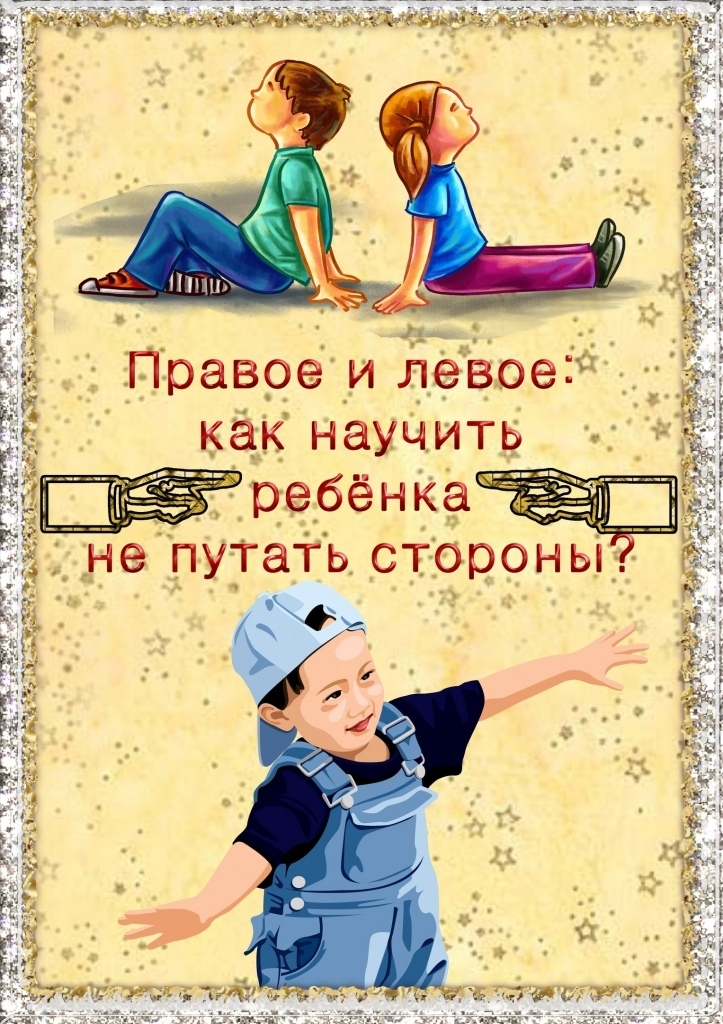 Правое и левое:
как научить
ребёнка
не путать стороны?